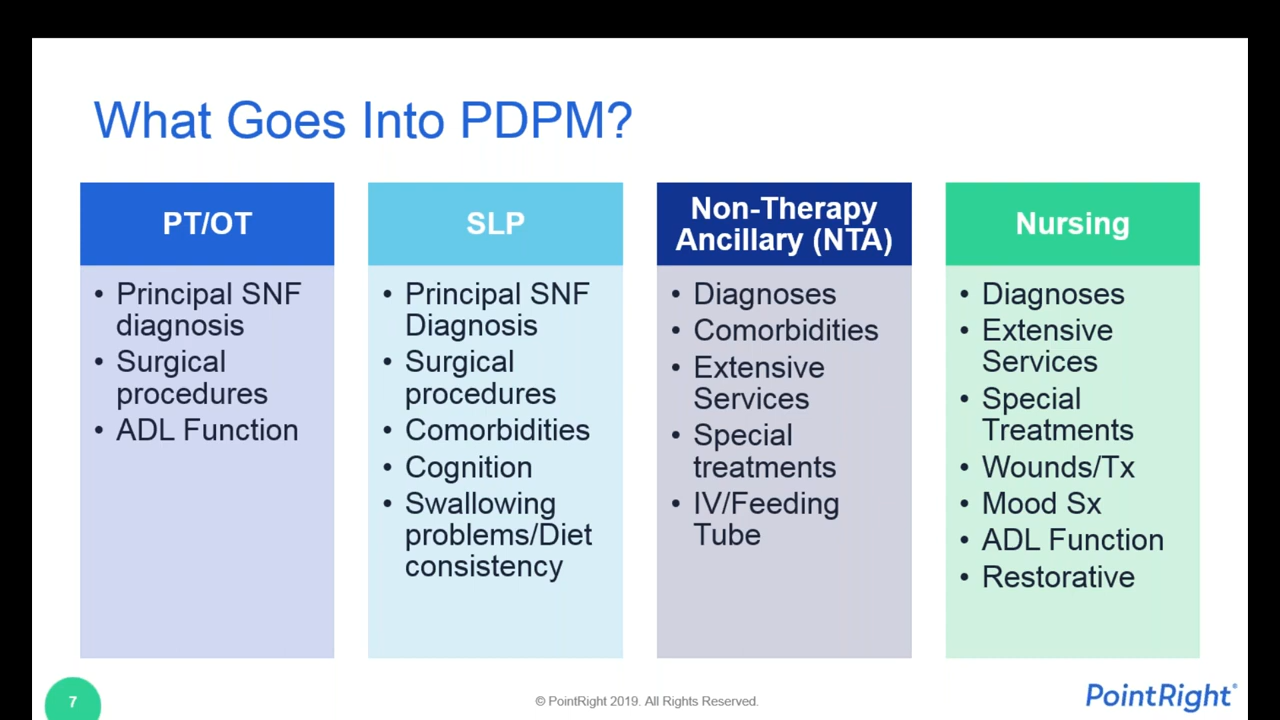 What Goes Into PDPM?
PT/OT
• Principal SNF
diagnosis
• Surgical
procedures
• ADL Function
SLP
• Principal SNF
Diagnosis
• Surgical
procedures
• Comorbidities
• Cognition
• Swallowing
problems/Diet
consistency
Non-Therapy
Ancillary (NTA)
• Diagnoses
• Comorbidities
• Extensive
Services
• Special
treatments
• IV/Feeding
Tube
Nursing
• Diagnoses
• Extensive
Services
• Special
Treatments
• Wounds/Tx
• Mood Sx
• ADL Function
• Restorative
7
© PointRight 2019. All Rights Reserved.
PointRight®